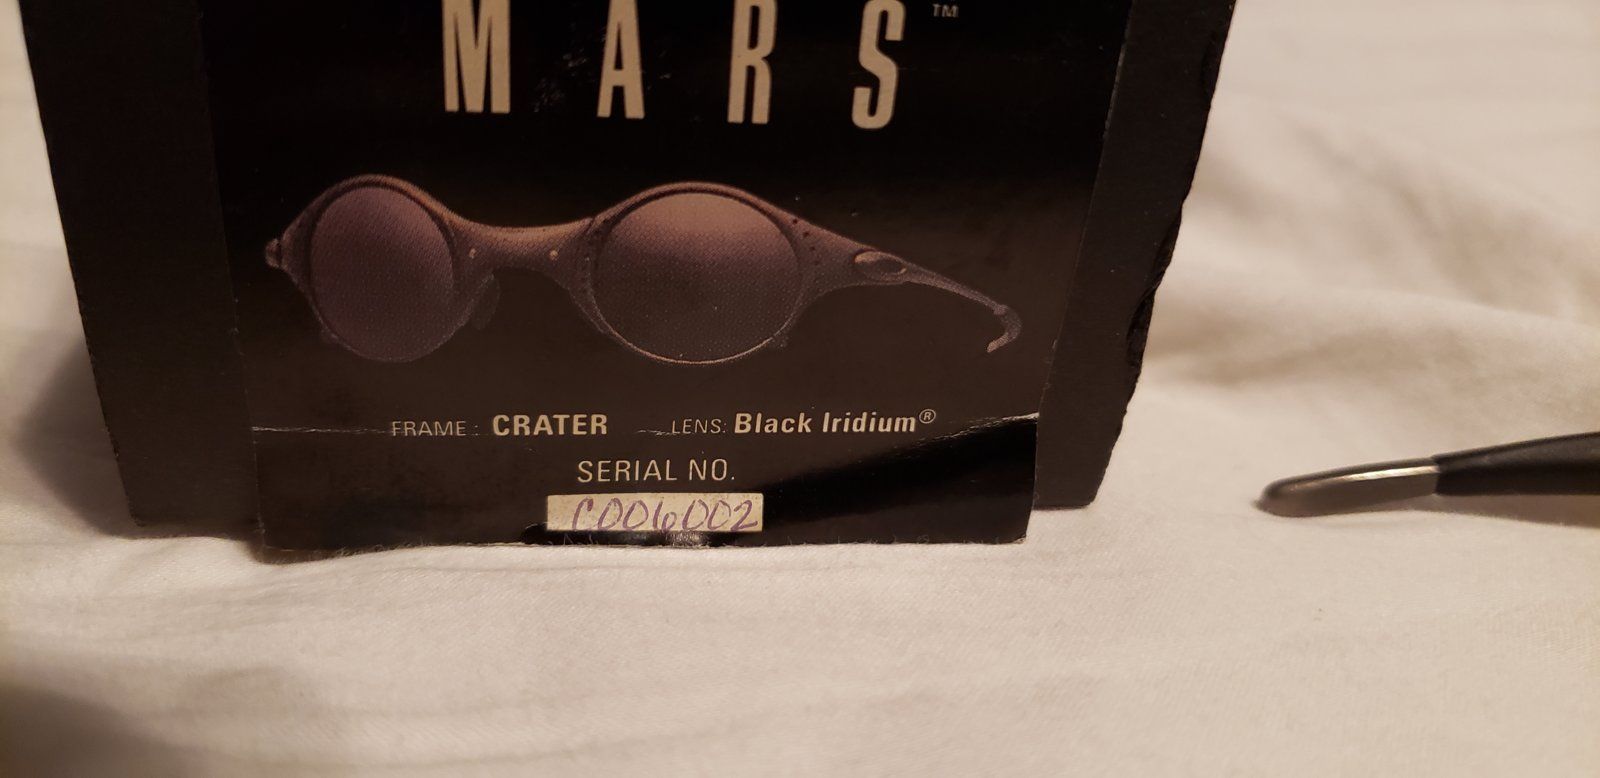 MARS™
FRAME: CRATER LENS: Black Iridium®
SERIAL NO.
C006002